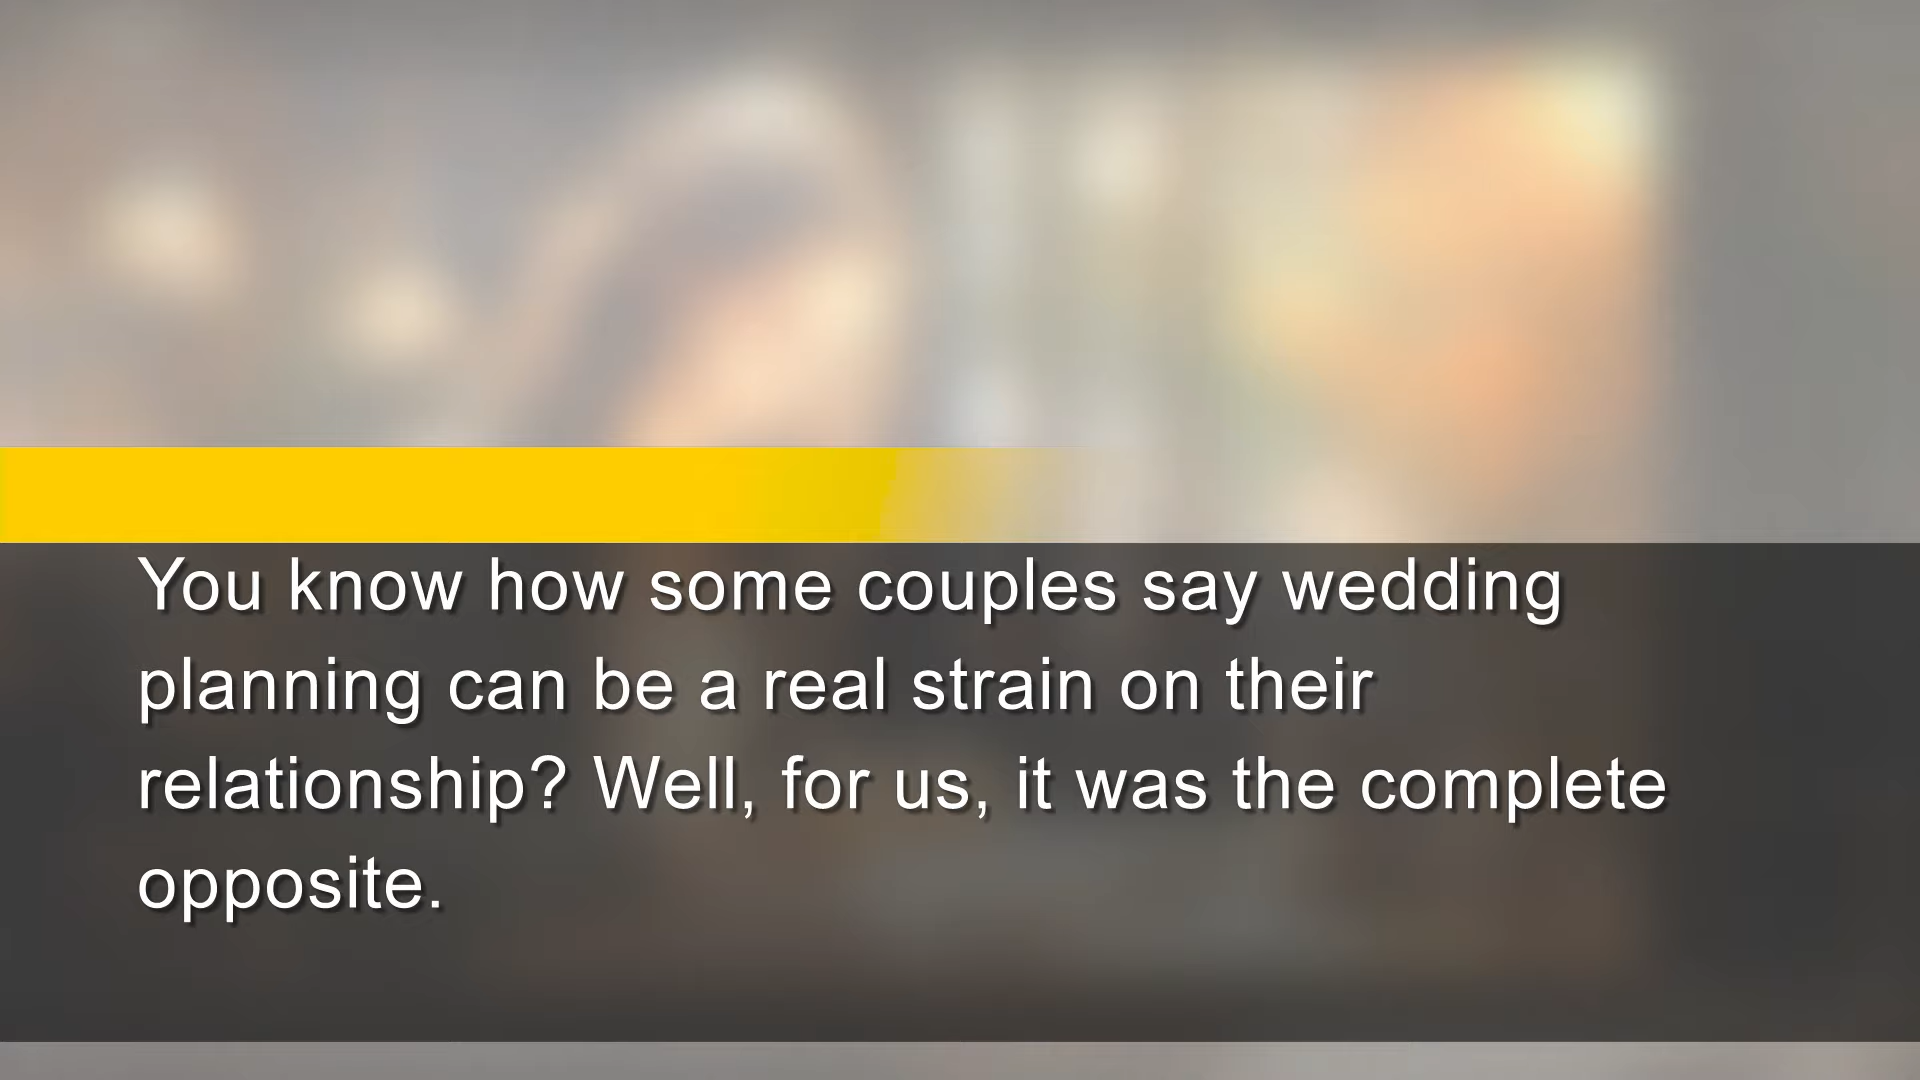 You know how some couples say wedding
planning can be a real strain on their
relationship? Well, for us, it was the complete
opposite.